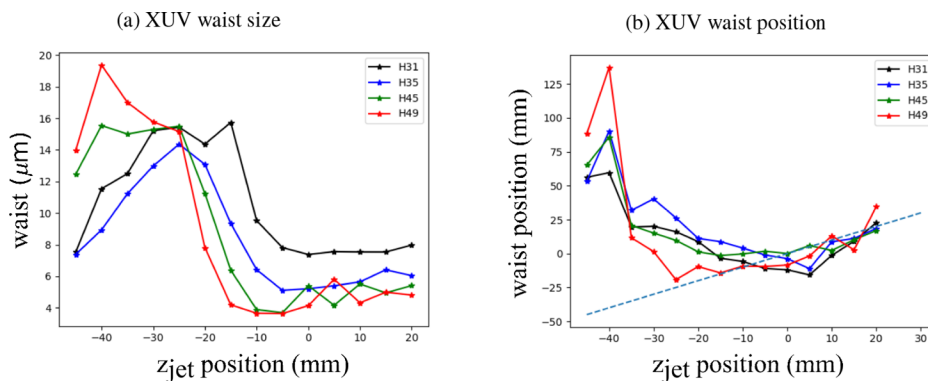 (a) XUV waist size
20
18
16
14
12
10
8
6
4
−40 −30 −20 −10 0 10 20
waist (μm)
zjet position (mm)
H31
H35
H45
H49
(b) XUV waist position
125
100
75
50
25
0
−25
−50
−40 −30 −20 −10 0 10 20 30
waist position (mm)
zjet position (mm)
H31
H35
H45
H49